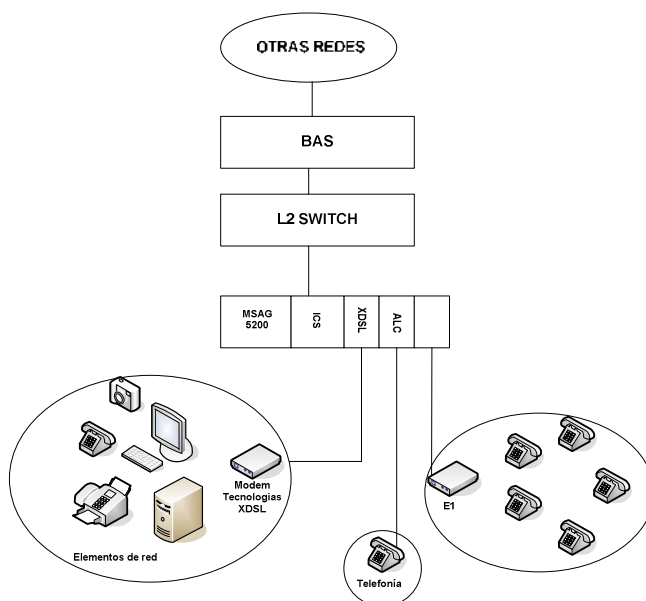 OTRAS REDES
BAS
L2 SWITCH
MSAG
5200
ICS
XDSL
ALC
Modem
Tecnologías
XDSL
Elementos de red
Telefonía
E1